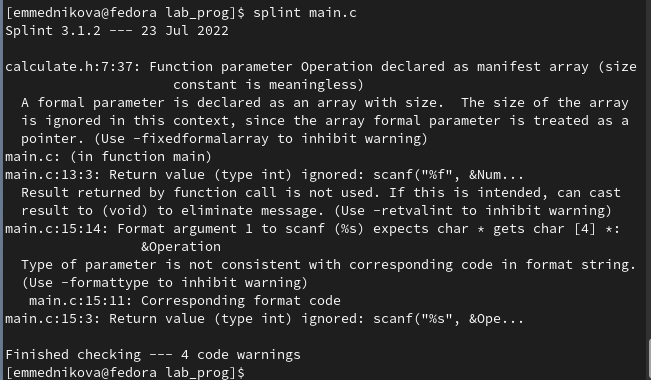 [emmednikova@fedora lab_prog]$ splint main.c
Splint 3.1.2 --- 23 Jul 2022
calculate.h:7:37: Function parameter Operation declared as manifest array (size
constant is meaningless)
A formal parameter is declared as an array with size.  The size of the array
is ignored in this context, since the array formal parameter is treated as a
pointer. (Use -fixedformalarray to inhibit warning)
main.c: (in function main)
main.c:13:3: Return value (type int) ignored: scanf("%f", &Num...
Result returned by function call is not used. If this is intended, can cast
result to (void) to eliminate message. (Use -retvalint to inhibit warning)
main.c:15:14: Format argument 1 to scanf (%s) expects char * gets char [4] *:
&Operation
Type of parameter is not consistent with corresponding code in format string.
(Use -formattype to inhibit warning)
main.c:15:11: Corresponding format code
main.c:15:3: Return value (type int) ignored: scanf("%s", &Ope...
Finished checking --- 4 code warnings
[emmednikova@fedora lab_prog]$